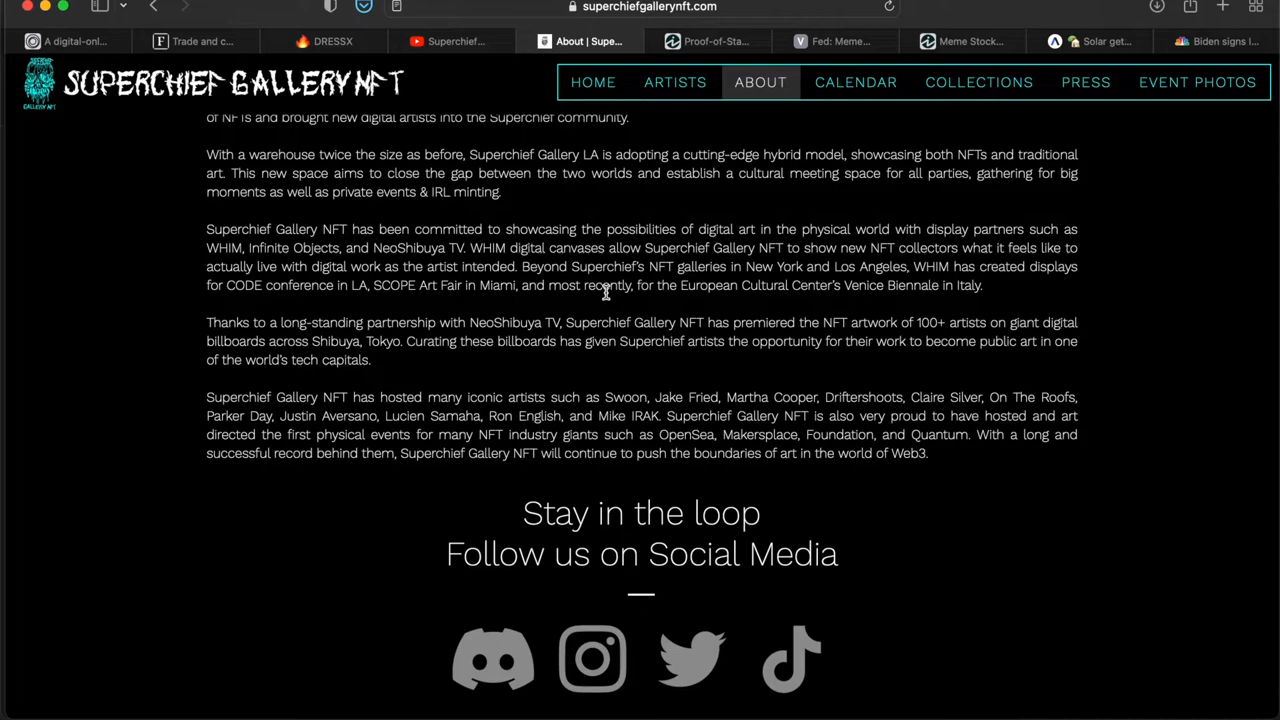 superchiefgallerynft.com
A digital-onl...
Trade and c...
DRESSX
Superchief...
About | Supe...
Proof-of-Sta...
Fed: Meme...
Meme Stock...
Solar get...
Biden signs I...
SUPERCHIEF GALLERY NFT
HOME
ARTISTS
ABOUT
CALENDAR
COLLECTIONS
PRESS
EVENT PHOTOS
GALLERY NFT
of NFTs and brought new digital artists into the Superchief community.
With a warehouse twice the size as before, Superchief Gallery LA is adopting a cutting-edge hybrid model, showcasing both NFTs and traditional
art. This new space aims to close the gap between the two worlds and establish a cultural meeting space for all parties, gathering for big
moments as well as private events & IRL minting.
Superchief Gallery NFT has been committed to showcasing the possibilities of digital art in the physical world with display partners such as
WHIM, Infinite Objects, and NeoShibuya TV. WHIM digital canvases allow Superchief Gallery NFT to show new NFT collectors what it feels like to
actually live with digital work as the artist intended. Beyond Superchief's NFT galleries in New York and Los Angeles, WHIM has created displays
for CODE conference in LA, SCOPE Art Fair in Miami, and most recently, for the European Cultural Center's Venice Biennale in Italy.
Thanks to a long-standing partnership with NeoShibuya TV, Superchief Gallery NFT has premiered the NFT artwork of 100+ artists on giant digital
billboards across Shibuya, Tokyo. Curating these billboards has given Superchief artists the opportunity for their work to become public art in one
of the world's tech capitals.
Superchief Gallery NFT has hosted many iconic artists such as Swoon, Jake Fried, Martha Cooper, Driftershoots, Claire Silver, On The Roofs,
Parker Day, Justin Aversano, Lucien Samaha, Ron English, and Mike IRAK. Superchief Gallery NFT is also very proud to have hosted and art
directed the first physical events for many NFT industry giants such as OpenSea, Makersplace, Foundation, and Quantum. With a long and
successful record behind them, Superchief Gallery NFT will continue to push the boundaries of art in the world of Web3.
Stay in the loop
Follow us on Social Media